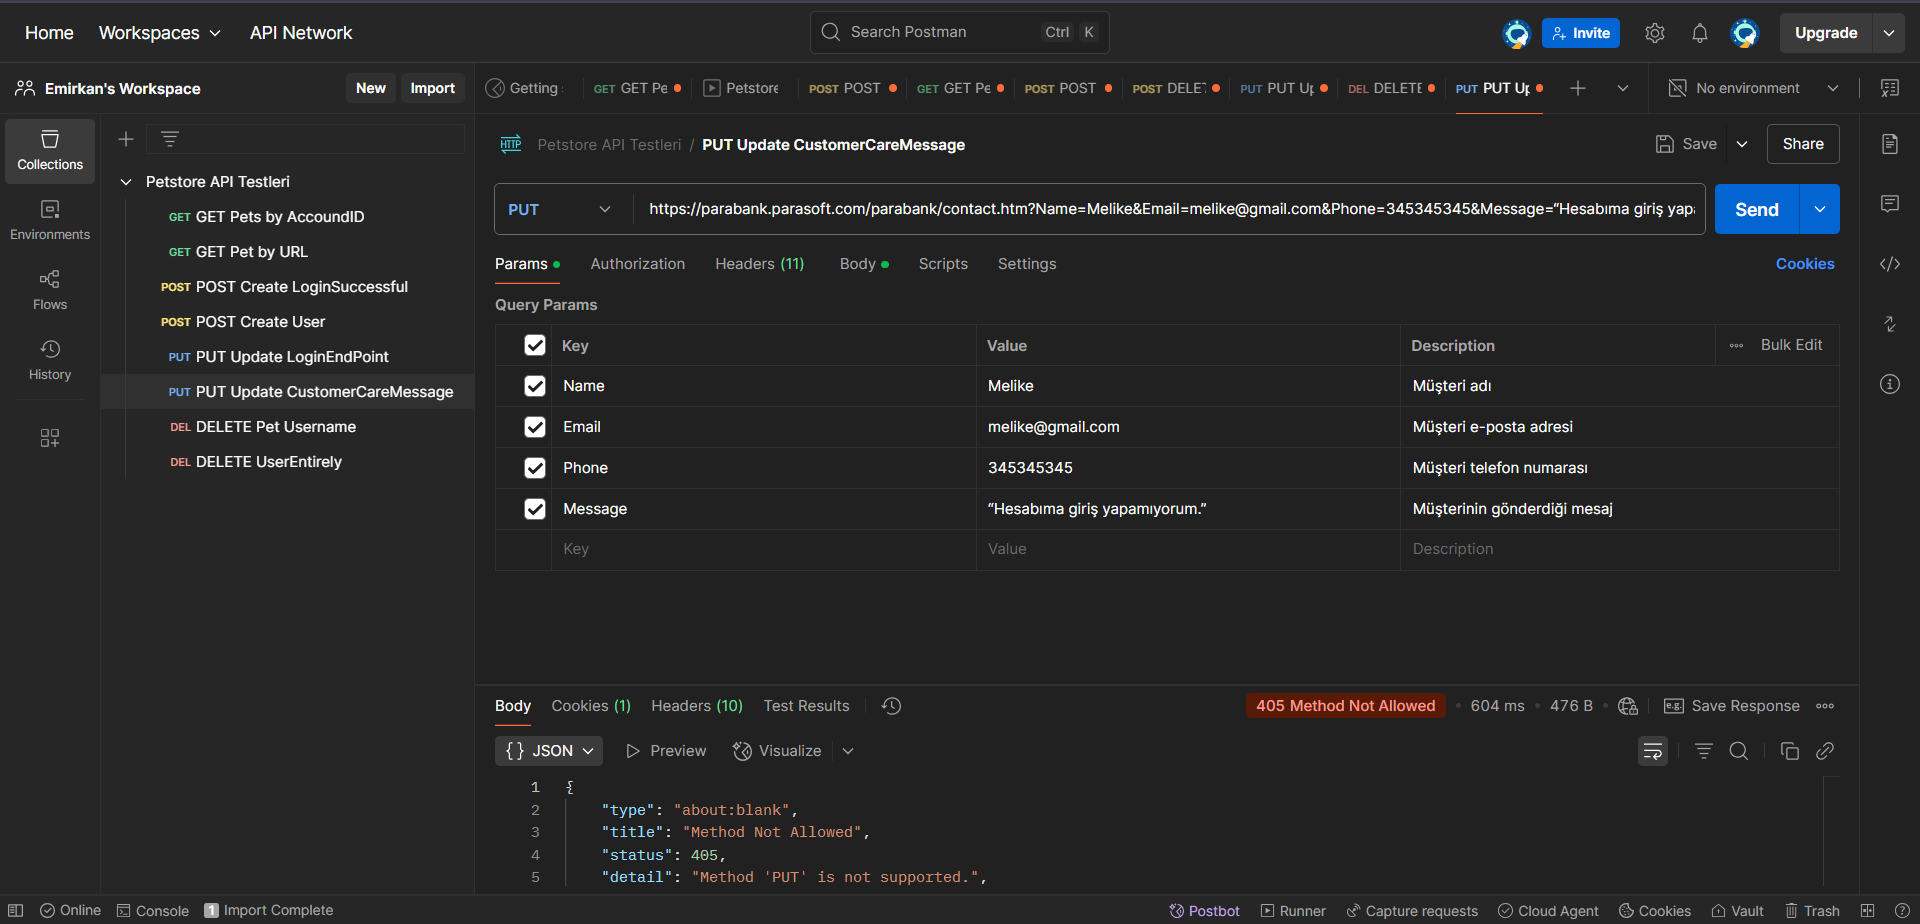 Home Workspaces API Network Search Postman Ctrl K Invite Upgrade
Emirkan's Workspace New Import Getting GET GET Pe Petstore POST POST GET GET Pe POST POST POST DELE PUT PUT Up DEL DELETE PUT PUT Up No environment
Collections
Environments
Flows
History
Petstore API Testleri
GET GET Pets by AccoundID
GET GET Pet by URL
POST POST Create LoginSuccessful
POST POST Create User
PUT PUT Update LoginEndPoint
PUT PUT Update CustomerCareMessage
DEL DELETE Pet Username
DEL DELETE UserEntirely
HTTP Petstore API Testleri / PUT Update CustomerCareMessage Save Share
PUT https://parabank.parasoft.com/parabank/contact.htm?Name=Melike&Email=melike@gmail.com&Phone=345345345&Message=“Hesabıma giriş yap Send
Params Authorization Headers (11) Body Scripts Settings Cookies
Query Params
Key Value Description Bulk Edit
Name Melike Müşteri adı
Email melike@gmail.com Müşteri e-posta adresi
Phone 345345345 Müşteri telefon numarası
Message “Hesabıma giriş yapamıyorum.” Müşterinin gönderdiği mesaj
Key Value Description
Body Cookies (1) Headers (10) Test Results 405 Method Not Allowed • 604 ms • 476 B • e.g. Save Response
{} JSON Preview Visualize
1 {
2 "type": "about:blank",
3 "title": "Method Not Allowed",
4 "status": 405,
5 "detail": "Method 'PUT' is not supported.",
Online Console 1 Import Complete Postbot Runner Capture requests Cloud Agent Cookies Vault Trash